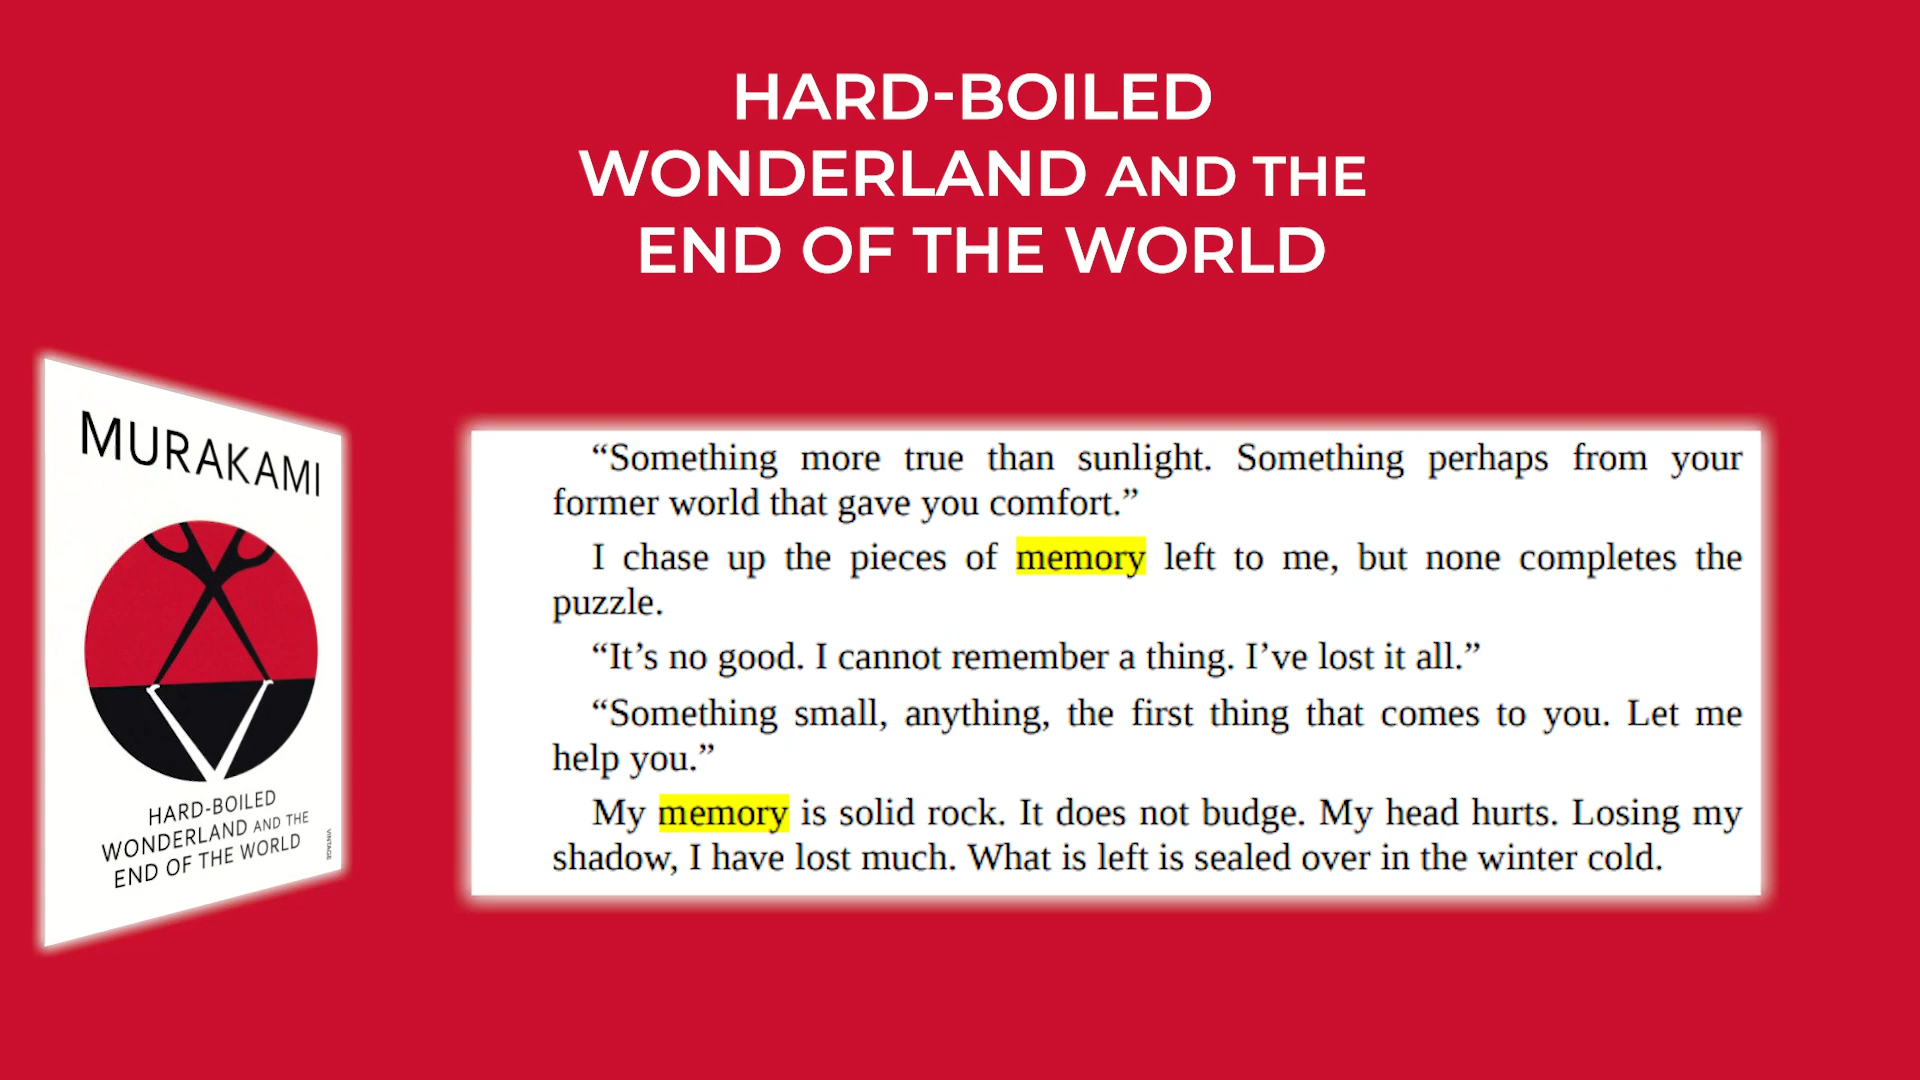 HARD-BOILED
WONDERLAND AND THE
END OF THE WORLD
MURAKAMI
HARD-BOILED
WONDERLAND AND THE
END OF THE WORLD
VINTAGE
“Something more true than sunlight. Something perhaps from your
former world that gave you comfort.”
I chase up the pieces of memory left to me, but none completes the
puzzle.
“It’s no good. I cannot remember a thing. I’ve lost it all.”
“Something small, anything, the first thing that comes to you. Let me
help you.”
My memory is solid rock. It does not budge. My head hurts. Losing my
shadow, I have lost much. What is left is sealed over in the winter cold.